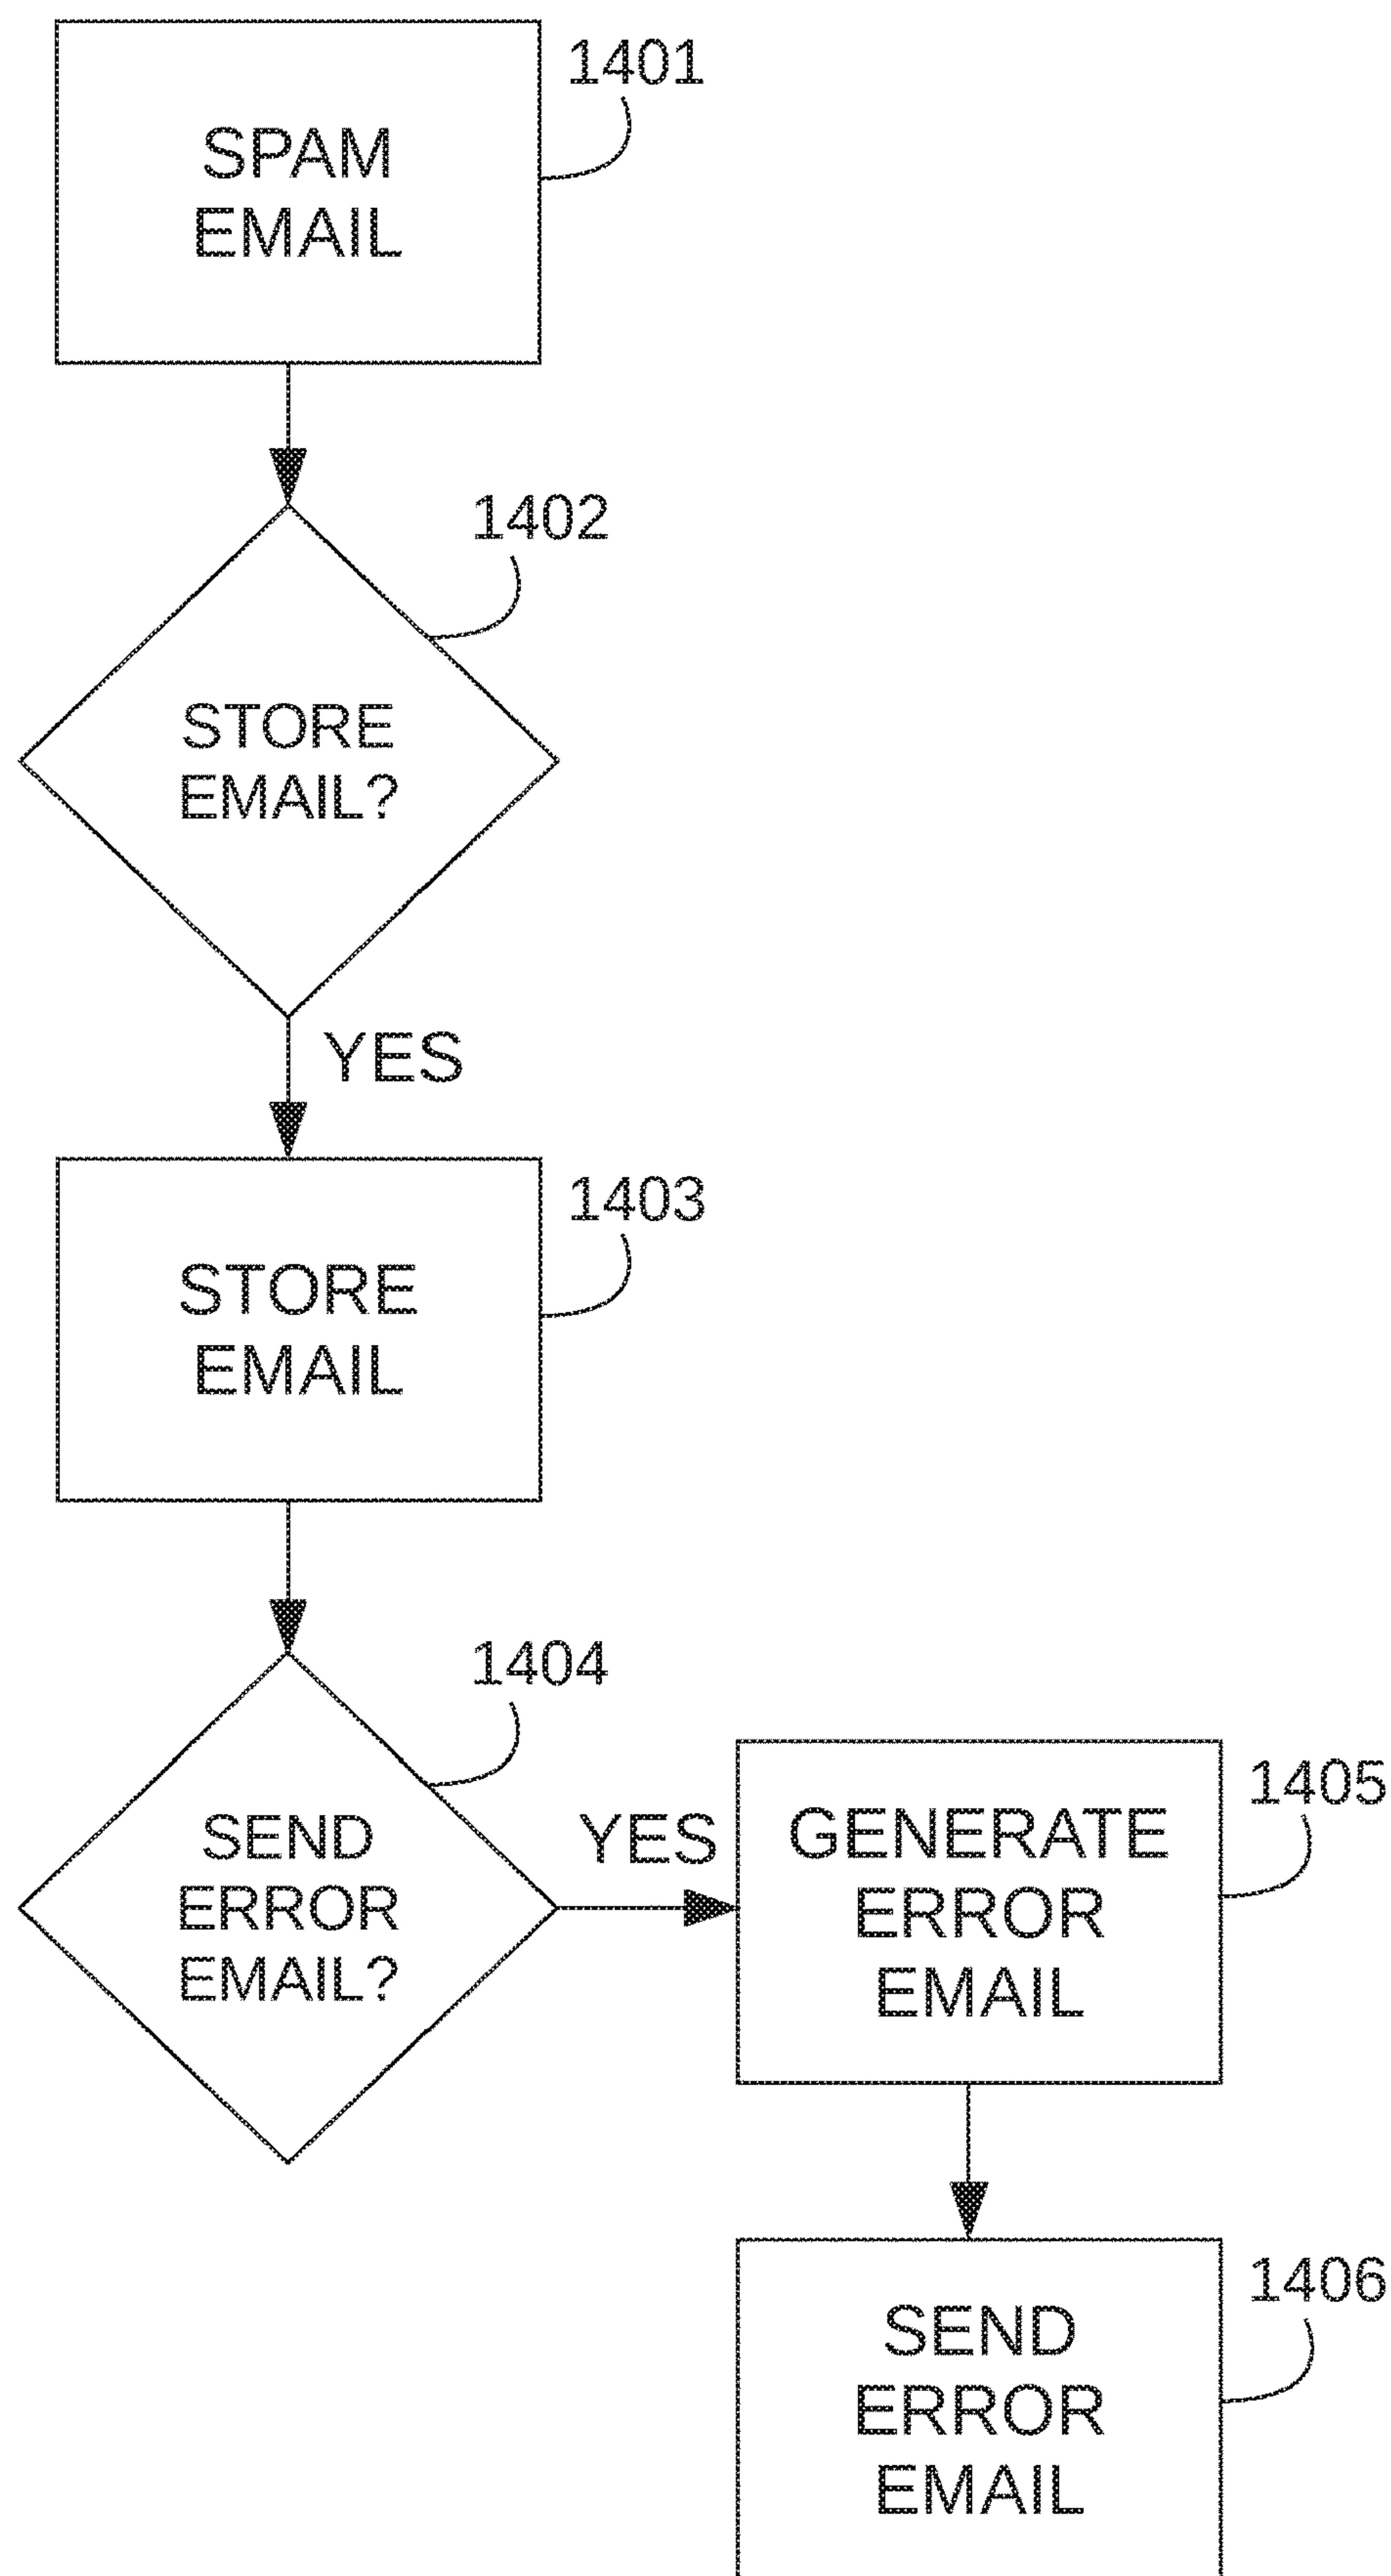 1401
SPAM
EMAIL
1402
STORE
EMAIL?
YES
1403
STORE
EMAIL
1404
SEND
ERROR
EMAIL?
YES
1405
GENERATE
ERROR
EMAIL
1406
SEND
ERROR
EMAIL